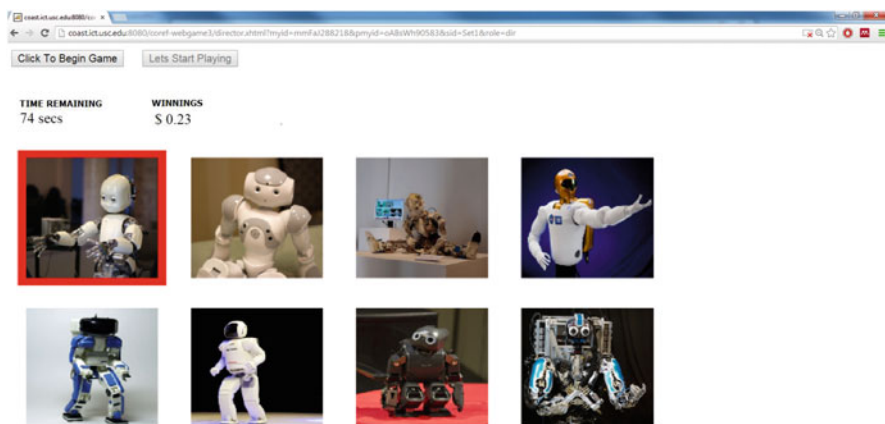 coast.ict.usc.edu:8080/co
coast.ict.usc.edu:8080/coref-webgame3/director.xhtml?myid=mmFaJ288218&pmyid=oABsWh90583&sid=Set1&role=dir
Click To Begin Game Lets Start Playing
TIME REMAINING WINNINGS
74 secs $ 0.23